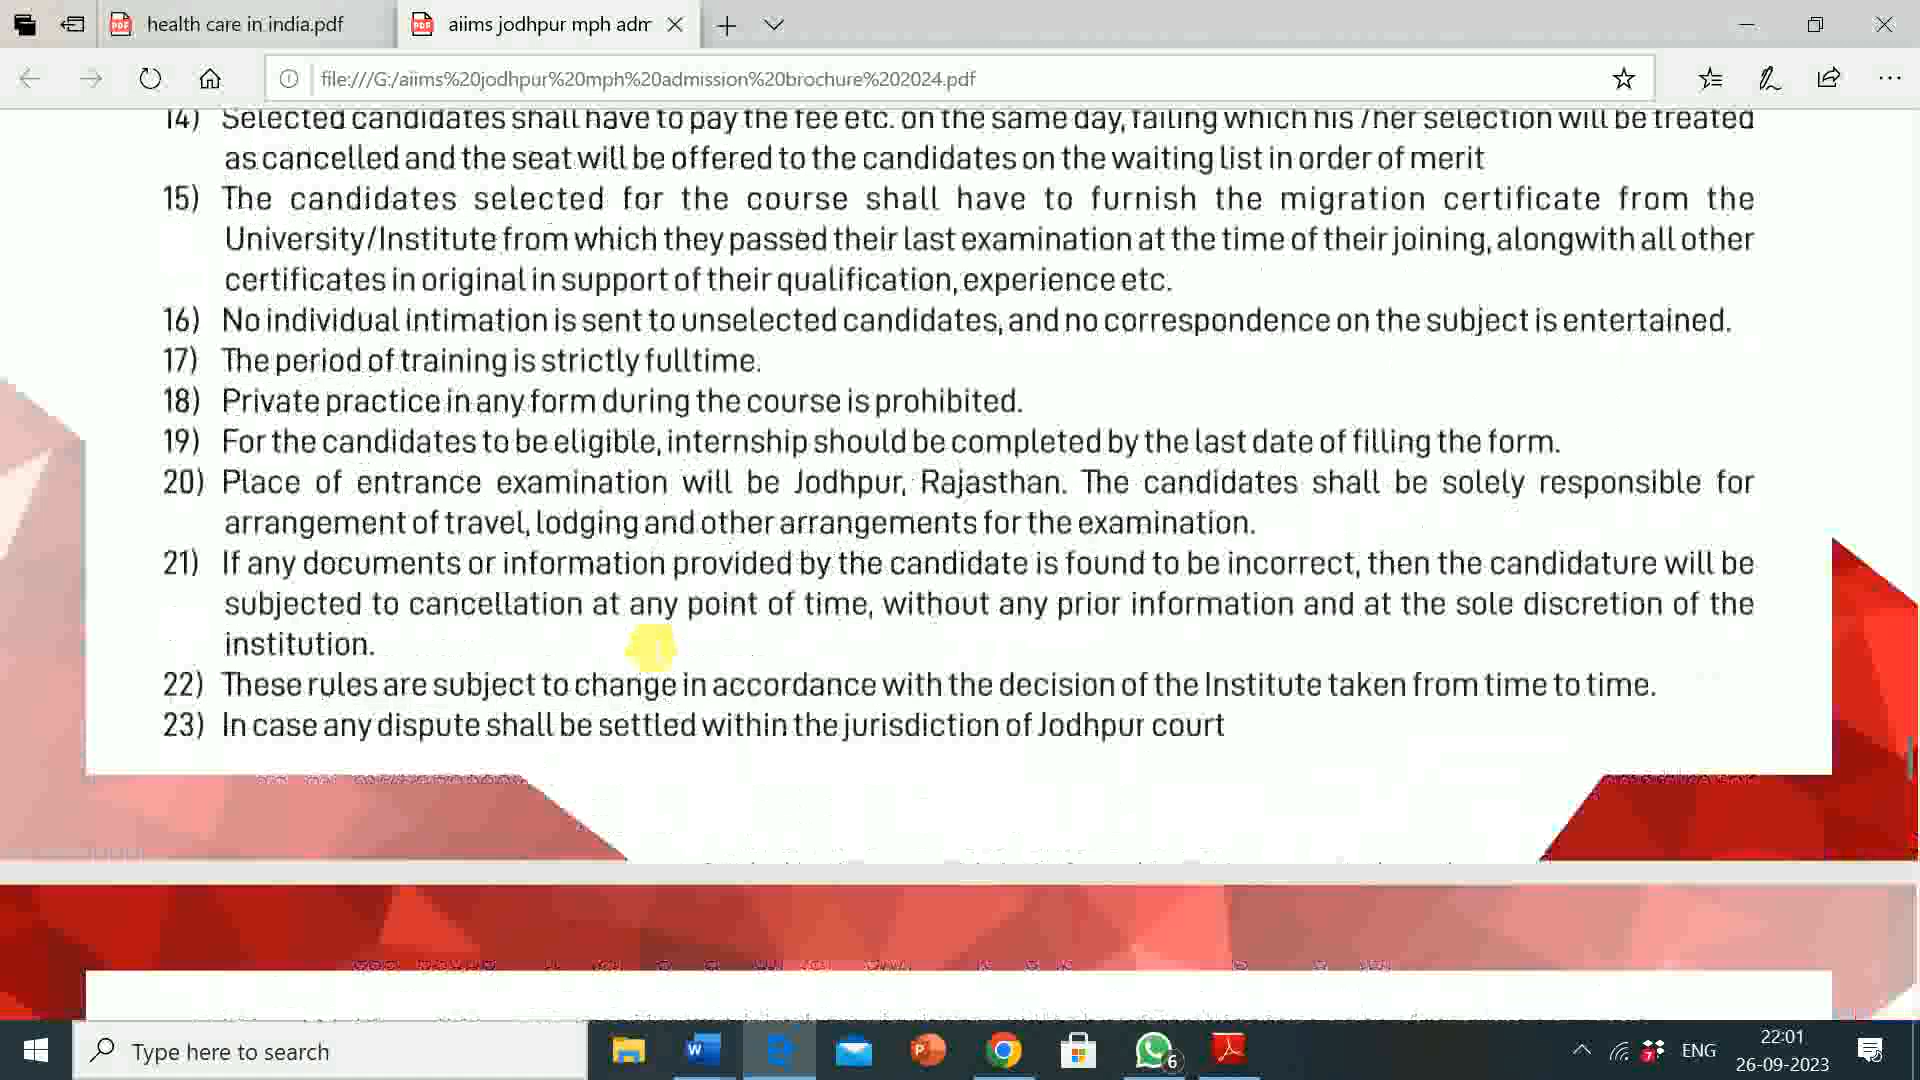 health care in india.pdf
aiims jodhpur mph adm
file:///G:/aiims%20jodhpur%20mph%20admission%20brochure%202024.pdf
14) Selected candidates shall have to pay the fee etc. on the same day, failing which his /her selection will be treated
as cancelled and the seat will be offered to the candidates on the waiting list in order of merit
15) The candidates selected for the course shall have to furnish the migration certificate from the
University/Institute from which they passed their last examination at the time of their joining, alongwith all other
certificates in original in support of their qualification, experience etc.
16) No individual intimation is sent to unselected candidates, and no correspondence on the subject is entertained.
17) The period of training is strictly fulltime.
18) Private practice in any form during the course is prohibited.
19) For the candidates to be eligible, internship should be completed by the last date of filling the form.
20) Place of entrance examination will be Jodhpur, Rajasthan. The candidates shall be solely responsible for
arrangement of travel, lodging and other arrangements for the examination.
21) If any documents or information provided by the candidate is found to be incorrect, then the candidature will be
subjected to cancellation at any point of time, without any prior information and at the sole discretion of the
institution.
22) These rules are subject to change in accordance with the decision of the Institute taken from time to time.
23) In case any dispute shall be settled within the jurisdiction of Jodhpur court
Type here to search
6
7
ENG
22:01
26-09-2023